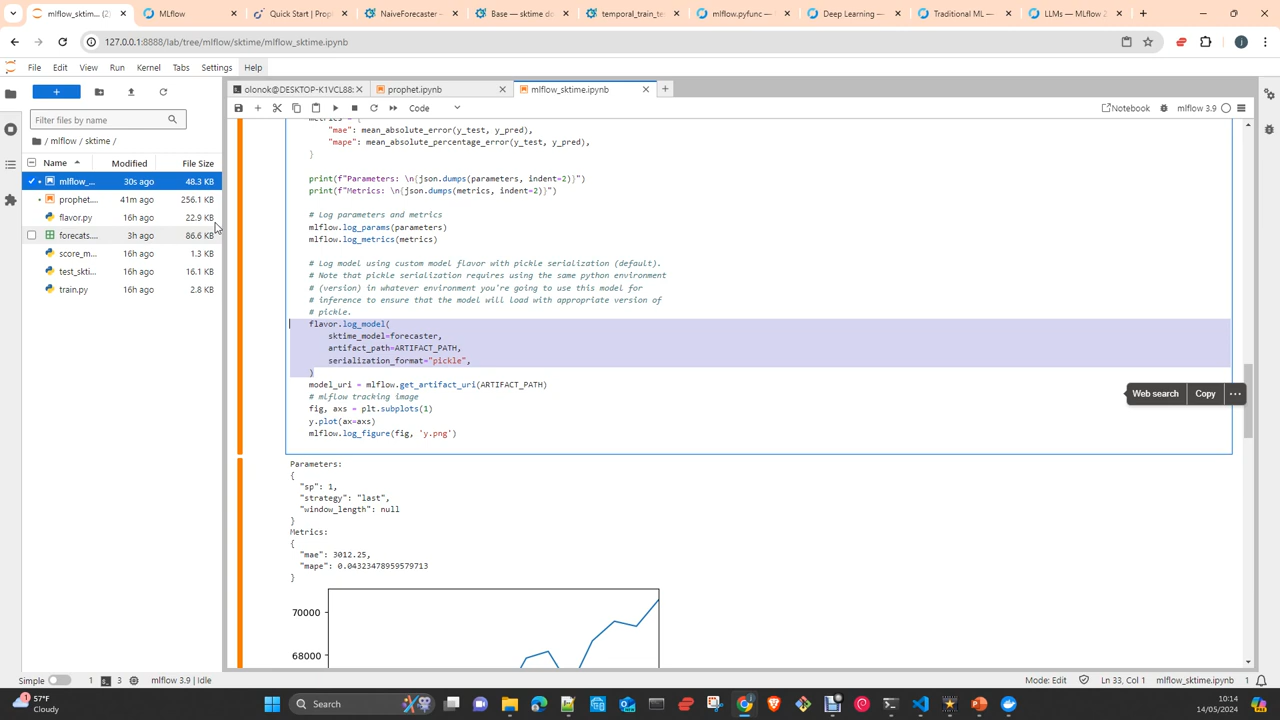 mlflow_sktime... (2)
MLflow
Quick Start | Prop
NaiveForecaster —
Base — sktime do
temporal_train_te
mlflow.pyfunc —
Deep Learning —
Traditional ML —
LLMs — MLflow 2
127.0.0.1:8888/lab/tree/mlflow/sktime/mlflow_sktime.ipynb
File Edit View Run Kernel Tabs Settings Help
olonok@DESKTOP-K1VCL88:
prophet.ipynb
mlflow_sktime.ipynb
Code
Notebook
mlflow 3.9
Filter files by name
/ mlflow / sktime /
Name Modified File Size
mlflow_... 30s ago 48.3 KB
prophet.... 41m ago 256.1 KB
flavor.py 16h ago 22.9 KB
forecats.... 3h ago 86.6 KB
score_m... 16h ago 1.3 KB
test_skti... 16h ago 16.1 KB
train.py 16h ago 2.8 KB
metrics = {
"mae": mean_absolute_error(y_test, y_pred),
"mape": mean_absolute_percentage_error(y_test, y_pred),
}
print(f"Parameters: \n{json.dumps(parameters, indent=2)}")
print(f"Metrics: \n{json.dumps(metrics, indent=2)}")
# Log parameters and metrics
mlflow.log_params(parameters)
mlflow.log_metrics(metrics)
# Log model using custom model flavor with pickle serialization (default).
# Note that pickle serialization requires using the same python environment
# (version) in whatever environment you're going to use this model for
# inference to ensure that the model will load with appropriate version of
# pickle.
flavor.log_model(
sktime_model=forecaster,
artifact_path=ARTIFACT_PATH,
serialization_format="pickle",
)
model_uri = mlflow.get_artifact_uri(ARTIFACT_PATH)
# mlflow tracking image
fig, axs = plt.subplots(1)
y.plot(ax=axs)
mlflow.log_figure(fig, 'y.png')
Web search Copy ...
Parameters:
{
"sp": 1,
"strategy": "last",
"window_length": null
}
Metrics:
{
"mae": 3012.25,
"mape": 0.04323478959579713
}
70000
68000
Simple 1 3 mlflow 3.9 | Idle
Mode: Edit Ln 33, Col 1 mlflow_sktime.ipynb 1
57°F
Cloudy
Search
10:14
14/05/2024